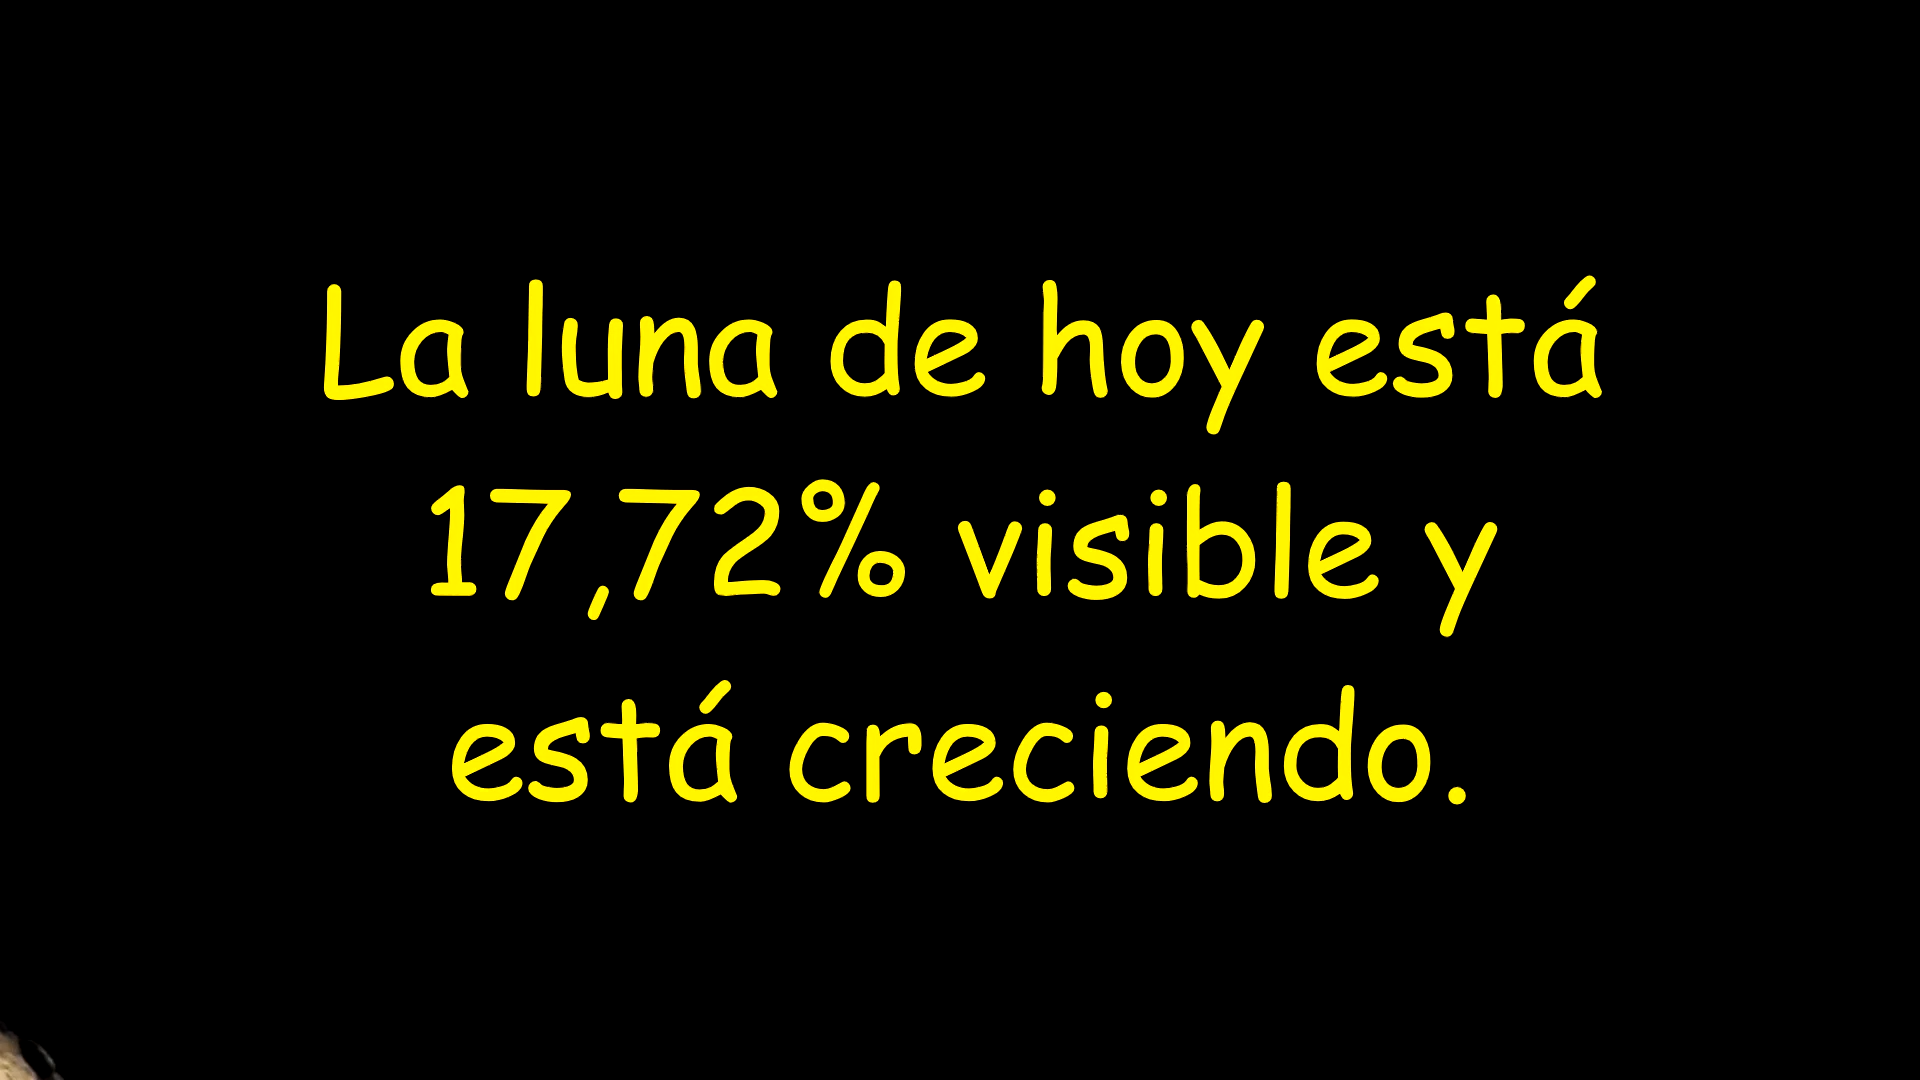 La luna de hoy está
17,72% visible y
está creciendo.